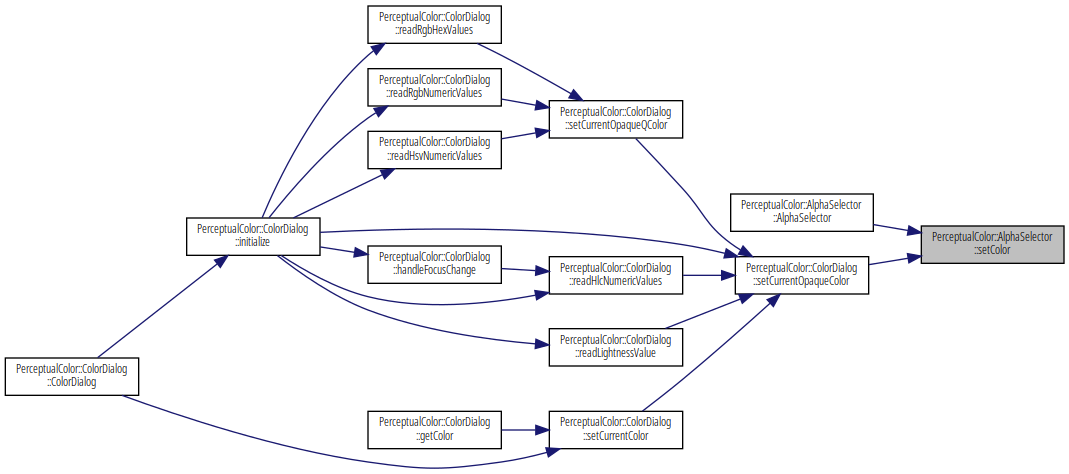 PerceptualColor::ColorDialog
::readRgbHexValues
PerceptualColor::ColorDialog
::readRgbNumericValues
PerceptualColor::ColorDialog
::setCurrentOpaqueQColor
PerceptualColor::ColorDialog
::readHsvNumericValues
PerceptualColor::AlphaSelector
::AlphaSelector
PerceptualColor::ColorDialog
::initialize
PerceptualColor::AlphaSelector
::setColor
PerceptualColor::ColorDialog
::handleFocusChange
PerceptualColor::ColorDialog
::readHlcNumericValues
PerceptualColor::ColorDialog
::setCurrentOpaqueColor
PerceptualColor::ColorDialog
::readLightnessValue
PerceptualColor::ColorDialog
::ColorDialog
PerceptualColor::ColorDialog
::getColor
PerceptualColor::ColorDialog
::setCurrentColor